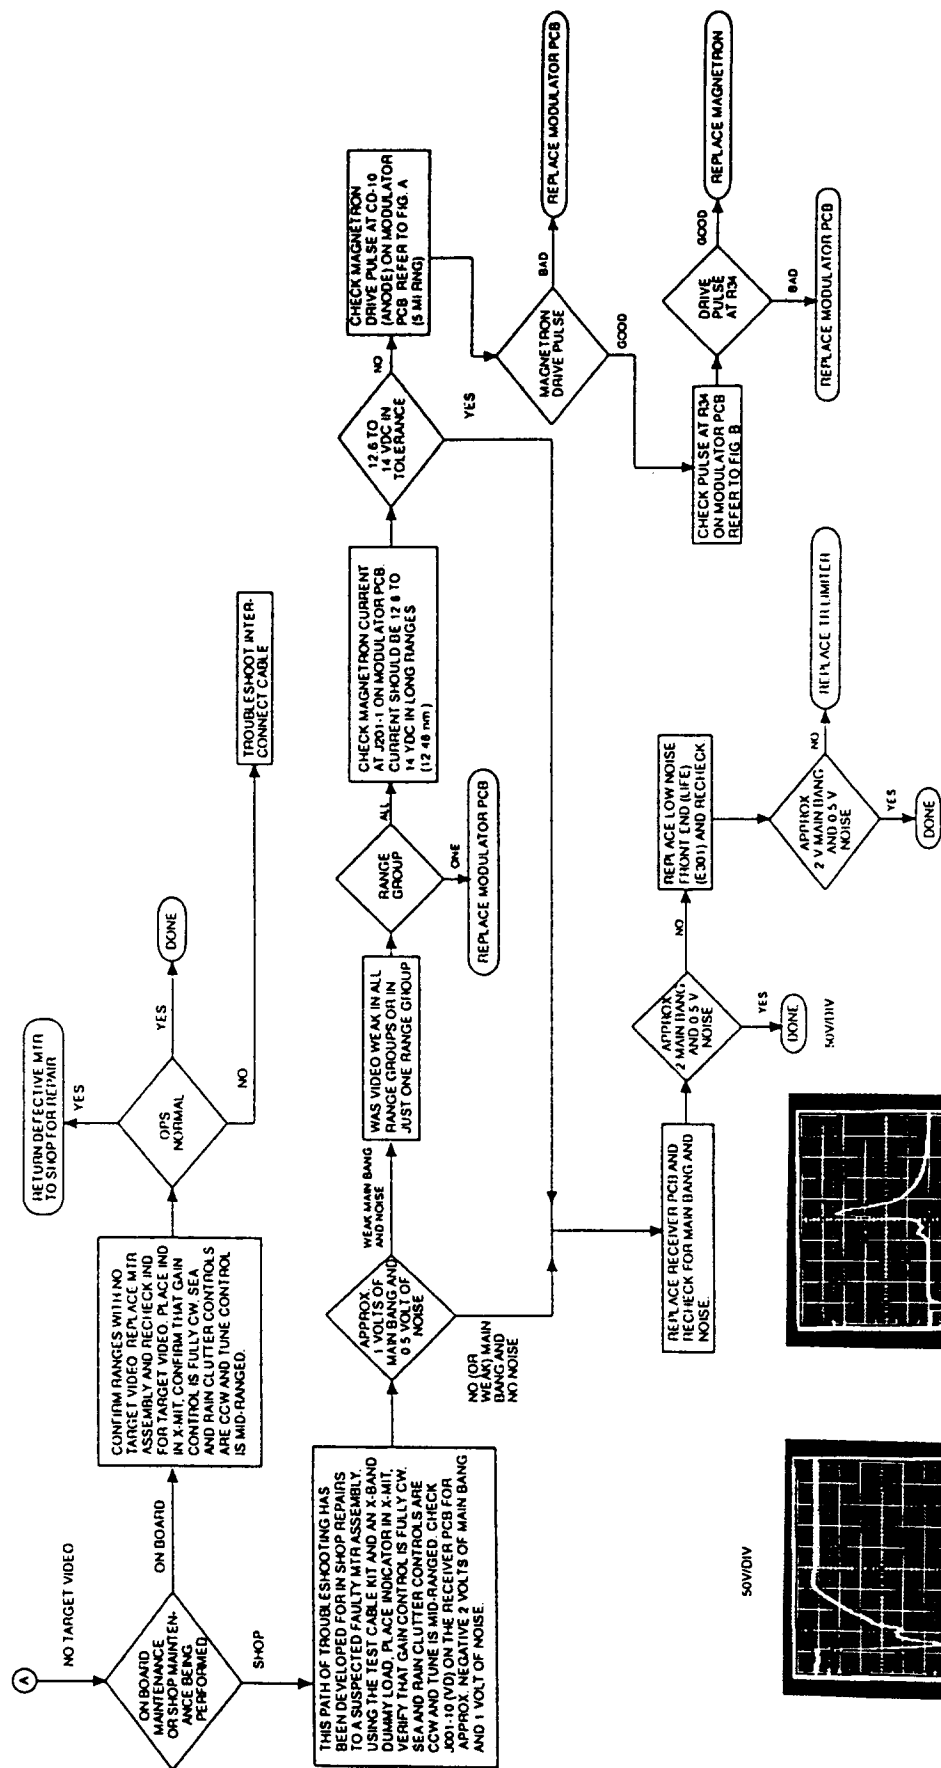 A
NO TARGET VIDEO
ON BOARD
MAINTENANCE
OR SHOP MAINTEN-
ANCE BEING
PERFORMED
ON BOARD
SHOP
CONFIRM RANGES WITH NO
TARGET VIDEO REPLACE MTR
ASSEMBLY AND RECHECK IND
FOR TARGET VIDEO. PLACE IND
IN X-MIT, CONFIRM THAT GAIN
CONTROL IS FULLY CW, SEA
AND RAIN CLUTTER CONTROLS
ARE CCW AND TUNE CONTROL
IS MID-RANGED.
OPS
NORMAL
YES
RETURN DEFECTIVE MTR
TO SHOP FOR REPAIR
YES
DONE
NO
TROUBLESHOOT INTER-
CONNECT CABLE
THIS PATH OF TROUBLESHOOTING HAS
BEEN DEVELOPED FOR IN SHOP REPAIRS
TO A SUSPECTED FAULTY MTR ASSEMBLY.
USING THE TEST CABLE KIT AND AN X-BAND
DUMMY LOAD, PLACE INDICATOR IN X-MIT,
VERIFY THAT GAIN CONTROL IS FULLY CW.
SEA AND RAIN CLUTTER CONTROLS ARE
CCW AND TUNE IS MID-RANGED. CHECK
J001-10 (VD) ON THE RECEIVER PCB FOR
APPROX. NEGATIVE 2 VOLTS OF MAIN BANG
AND 1 VOLT OF NOISE.
APPROX.
1 VOLTS OF
MAIN BANG AND
0 5 VOLT OF
NOISE
WEAK MAIN BANG
AND NOISE
NO (OR
WEAK) MAIN
BANG AND
NO NOISE
WAS VIDEO WEAK IN ALL
RANGE GROUPS OR IN
JUST ONE RANGE GROUP
RANGE
GROUP
ALL
ONE
REPLACE MODULATOR PCB
CHECK MAGNETRON CURRENT
AT J201-1 ON MODULATOR PCB.
CURRENT SHOULD BE 12 6 TO
14 VDC IN LONG RANGES
(12 48 nm)
12.6 TO
14 VDC IN
TOLERANCE
NO
YES
CHECK MAGNETRON
DRIVE PULSE AT CD-10
(ANODE) ON MODULATOR
PCB REFER TO FIG. A
(5 MI RNG)
MAGNETRON
DRIVE PULSE
BAD
REPLACE MODULATOR PCB
GOOD
CHECK PULSE AT R34
ON MODULATOR PCB
REFER TO FIG B
DRIVE
PULSE
AT R34
GOOD
REPLACE MAGNETRON
BAD
REPLACE MODULATOR PCB
REPLACE RECEIVER PCB AND
RECHECK FOR MAIN BANG AND
NOISE.
APPROX
2 MAIN BANG
AND 0 5 V
NOISE
NO
YES
DONE
REPLACE LOW NOISE
FRONT END (LIFE)
(E301) AND RECHECK
APPROX
2 V MAIN BANG
AND 0 5 V
NOISE
NO
REPLACE TR LIMITER
YES
DONE
50V/DIV
50V/DIV